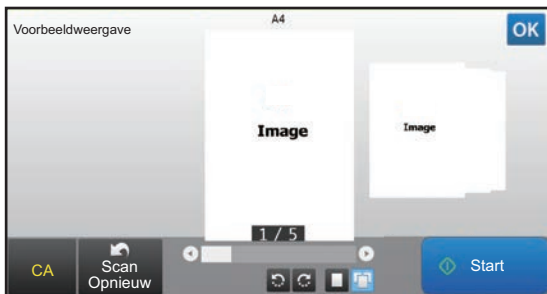 A4
Voorbeeldweergave
OK
Image
Image
1 / 5
CA
Scan
Opnieuw
Start